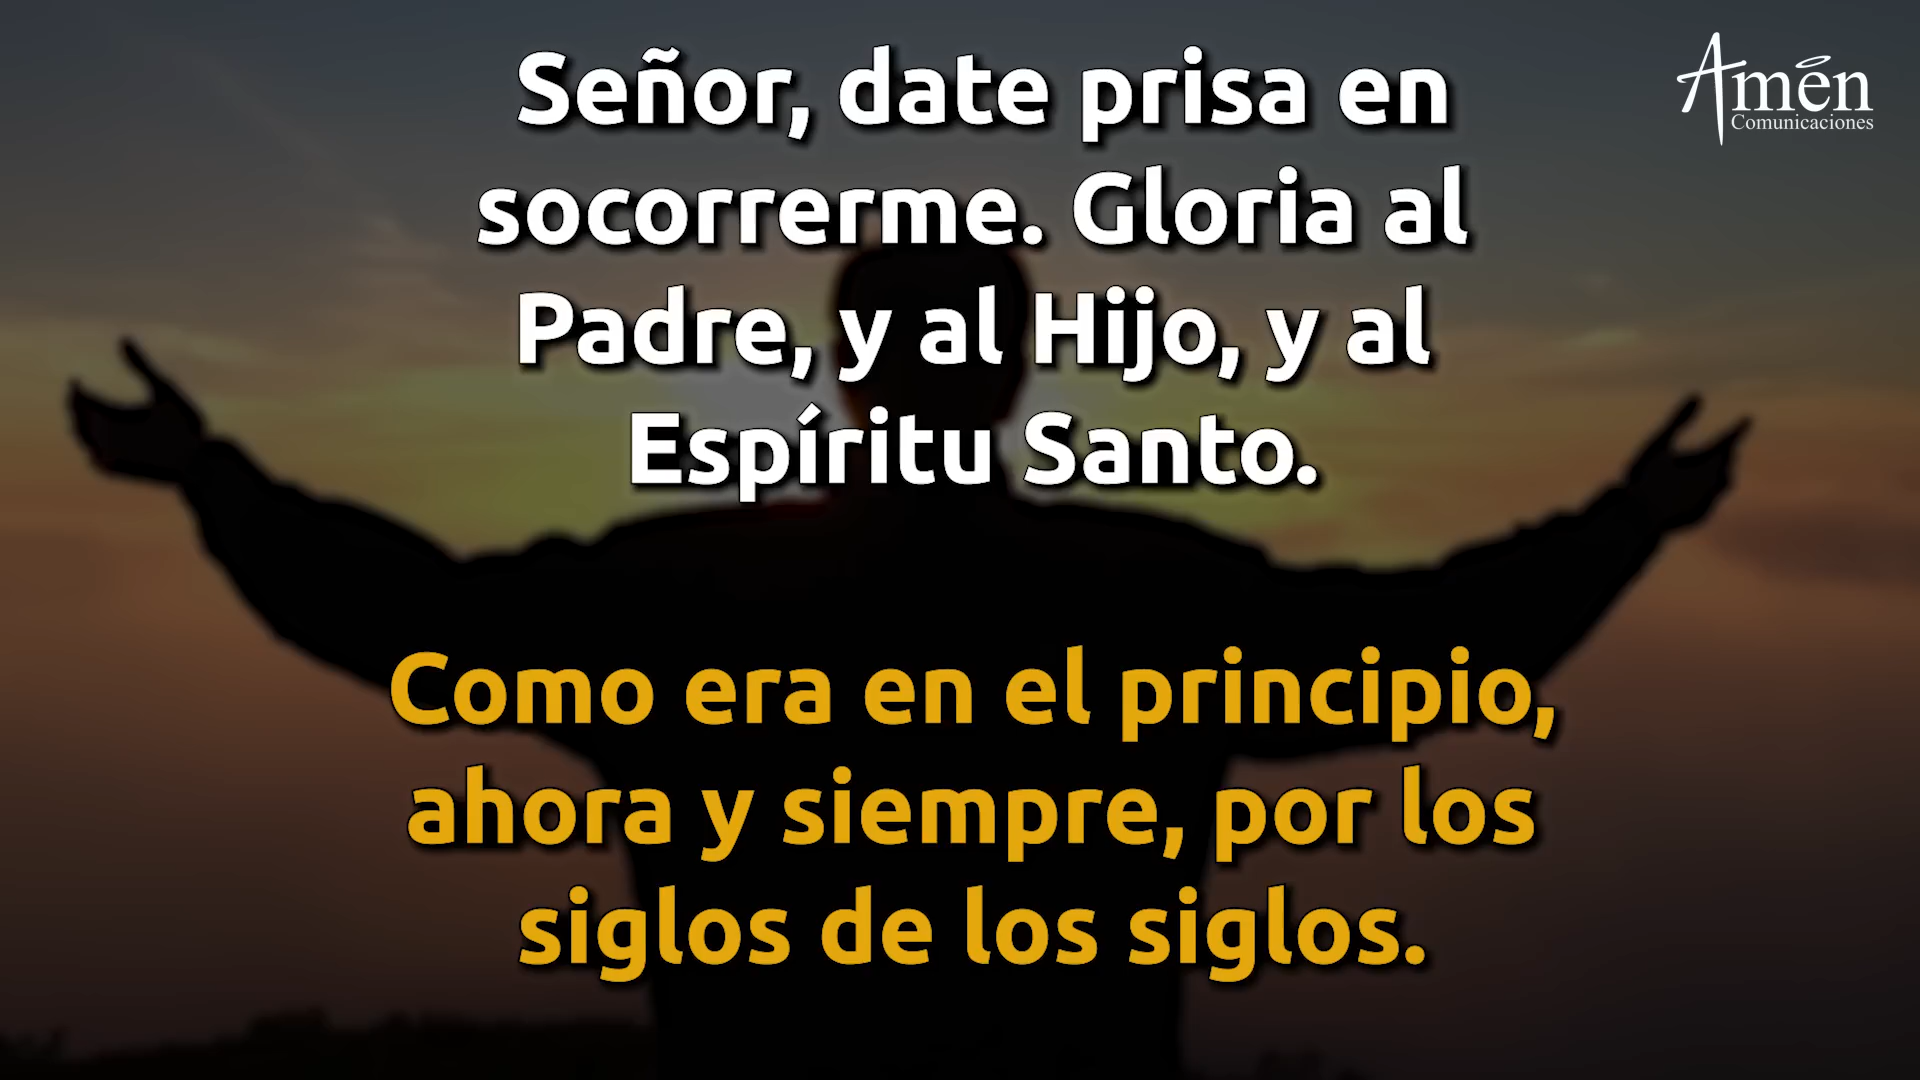 Amén
Comunicaciones
Señor, date prisa en
socorrerme. Gloria al
Padre, y al Hijo, y al
Espíritu Santo.
Como era en el principio,
ahora y siempre, por los
siglos de los siglos.